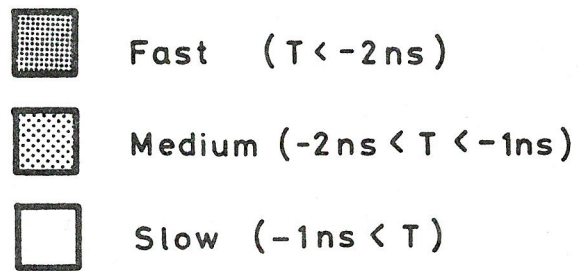 Fast (T < -2ns)
Medium (-2ns < T < -1ns)
Slow (-1ns < T)